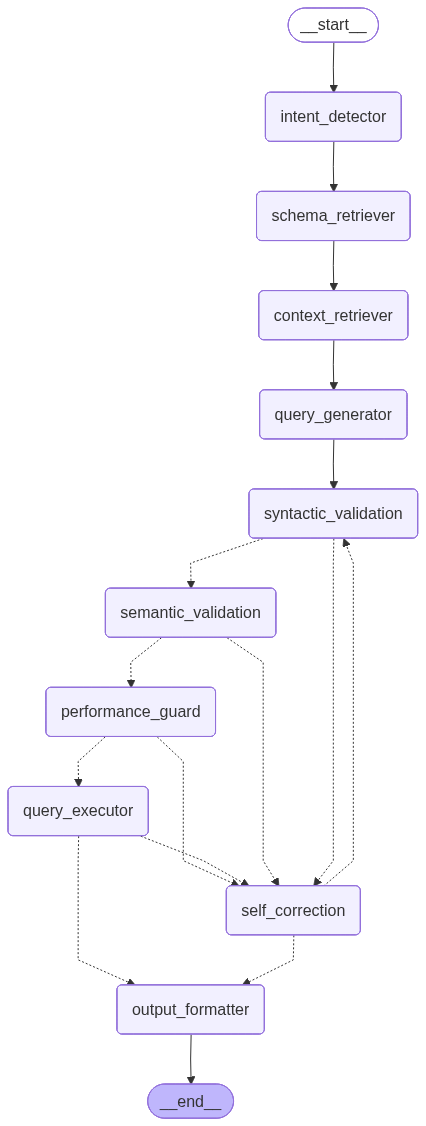 __start__
intent_detector
schema_retriever
context_retriever
query_generator
syntactic_validation
semantic_validation
performance_guard
query_executor
self_correction
output_formatter
__end__